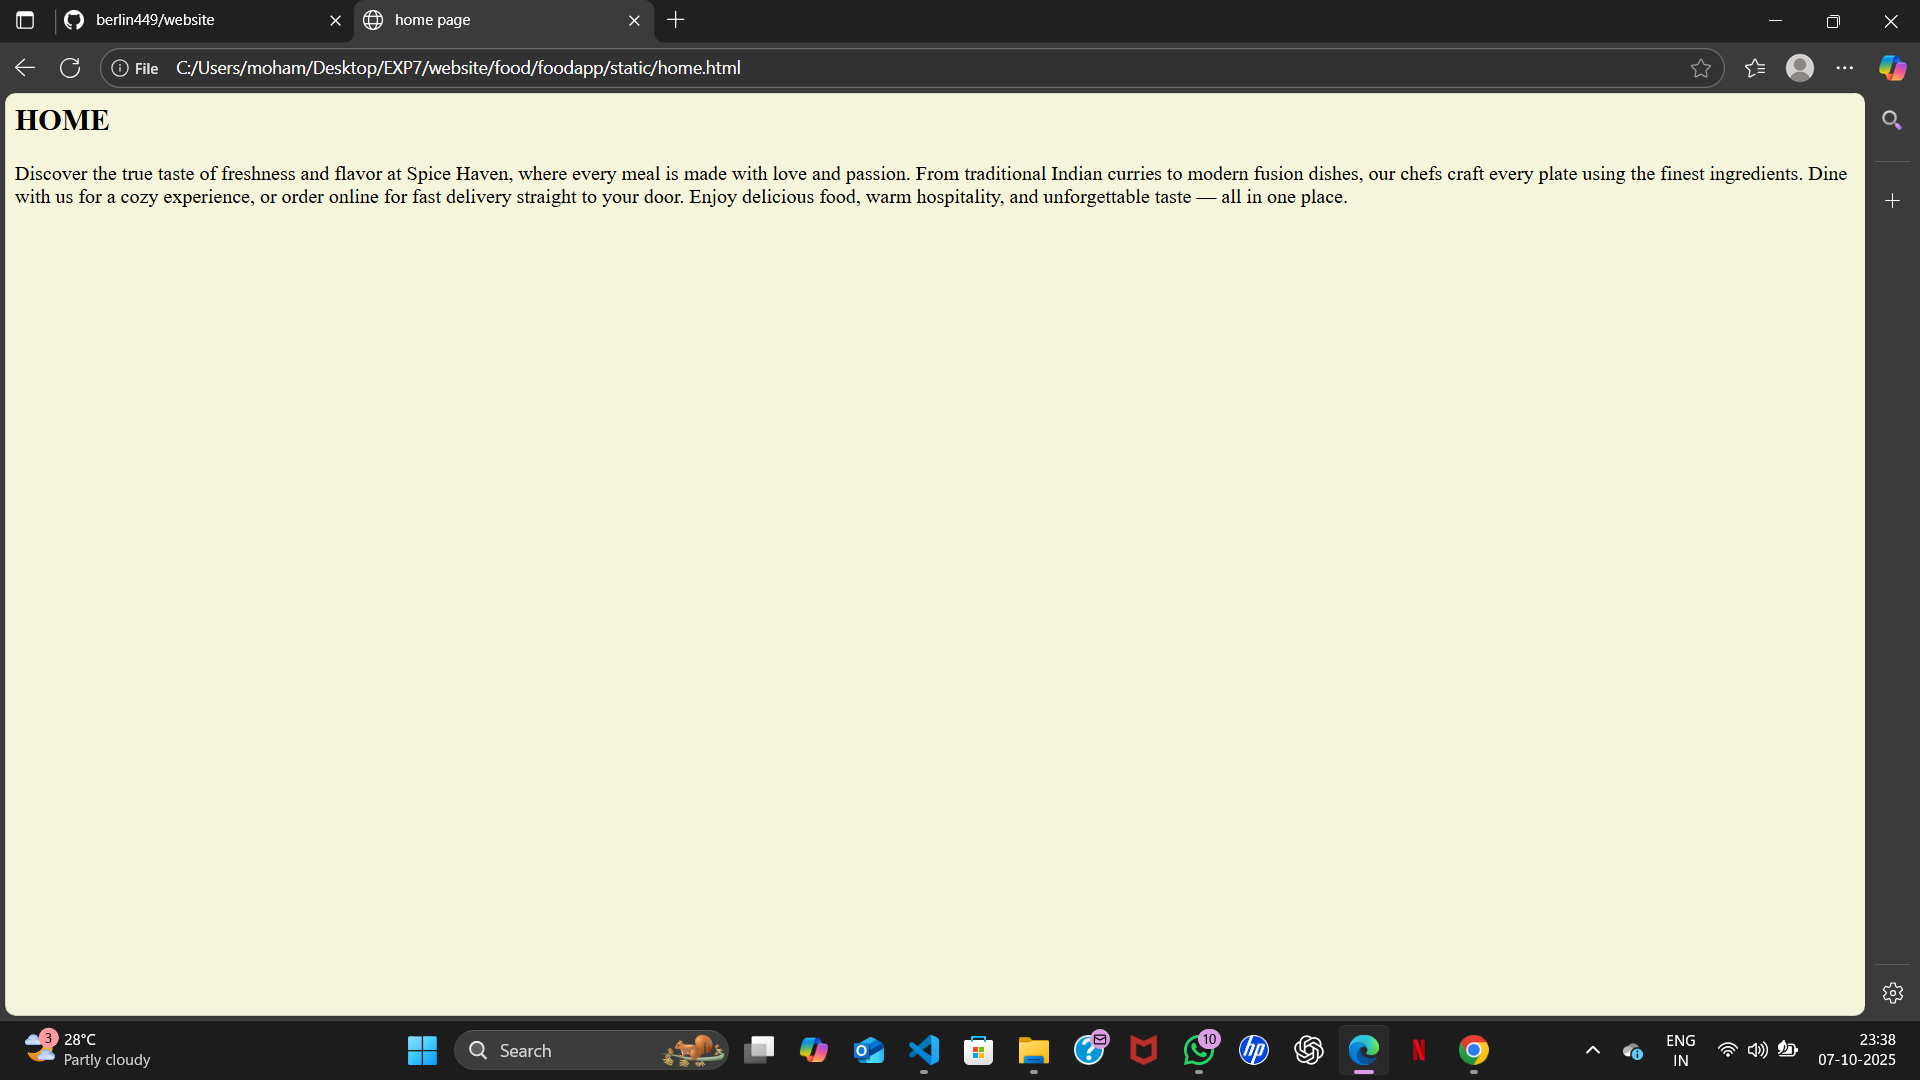 berlin449/website
home page
File
C:/Users/moham/Desktop/EXP7/website/food/foodapp/static/home.html
HOME
Discover the true taste of freshness and flavor at Spice Haven, where every meal is made with love and passion. From traditional Indian curries to modern fusion dishes, our chefs craft every plate using the finest ingredients. Dine
with us for a cozy experience, or order online for fast delivery straight to your door. Enjoy delicious food, warm hospitality, and unforgettable taste — all in one place.
3
28°C
Partly cloudy
Search
10
hp
N
ENG
IN
23:38
07-10-2025